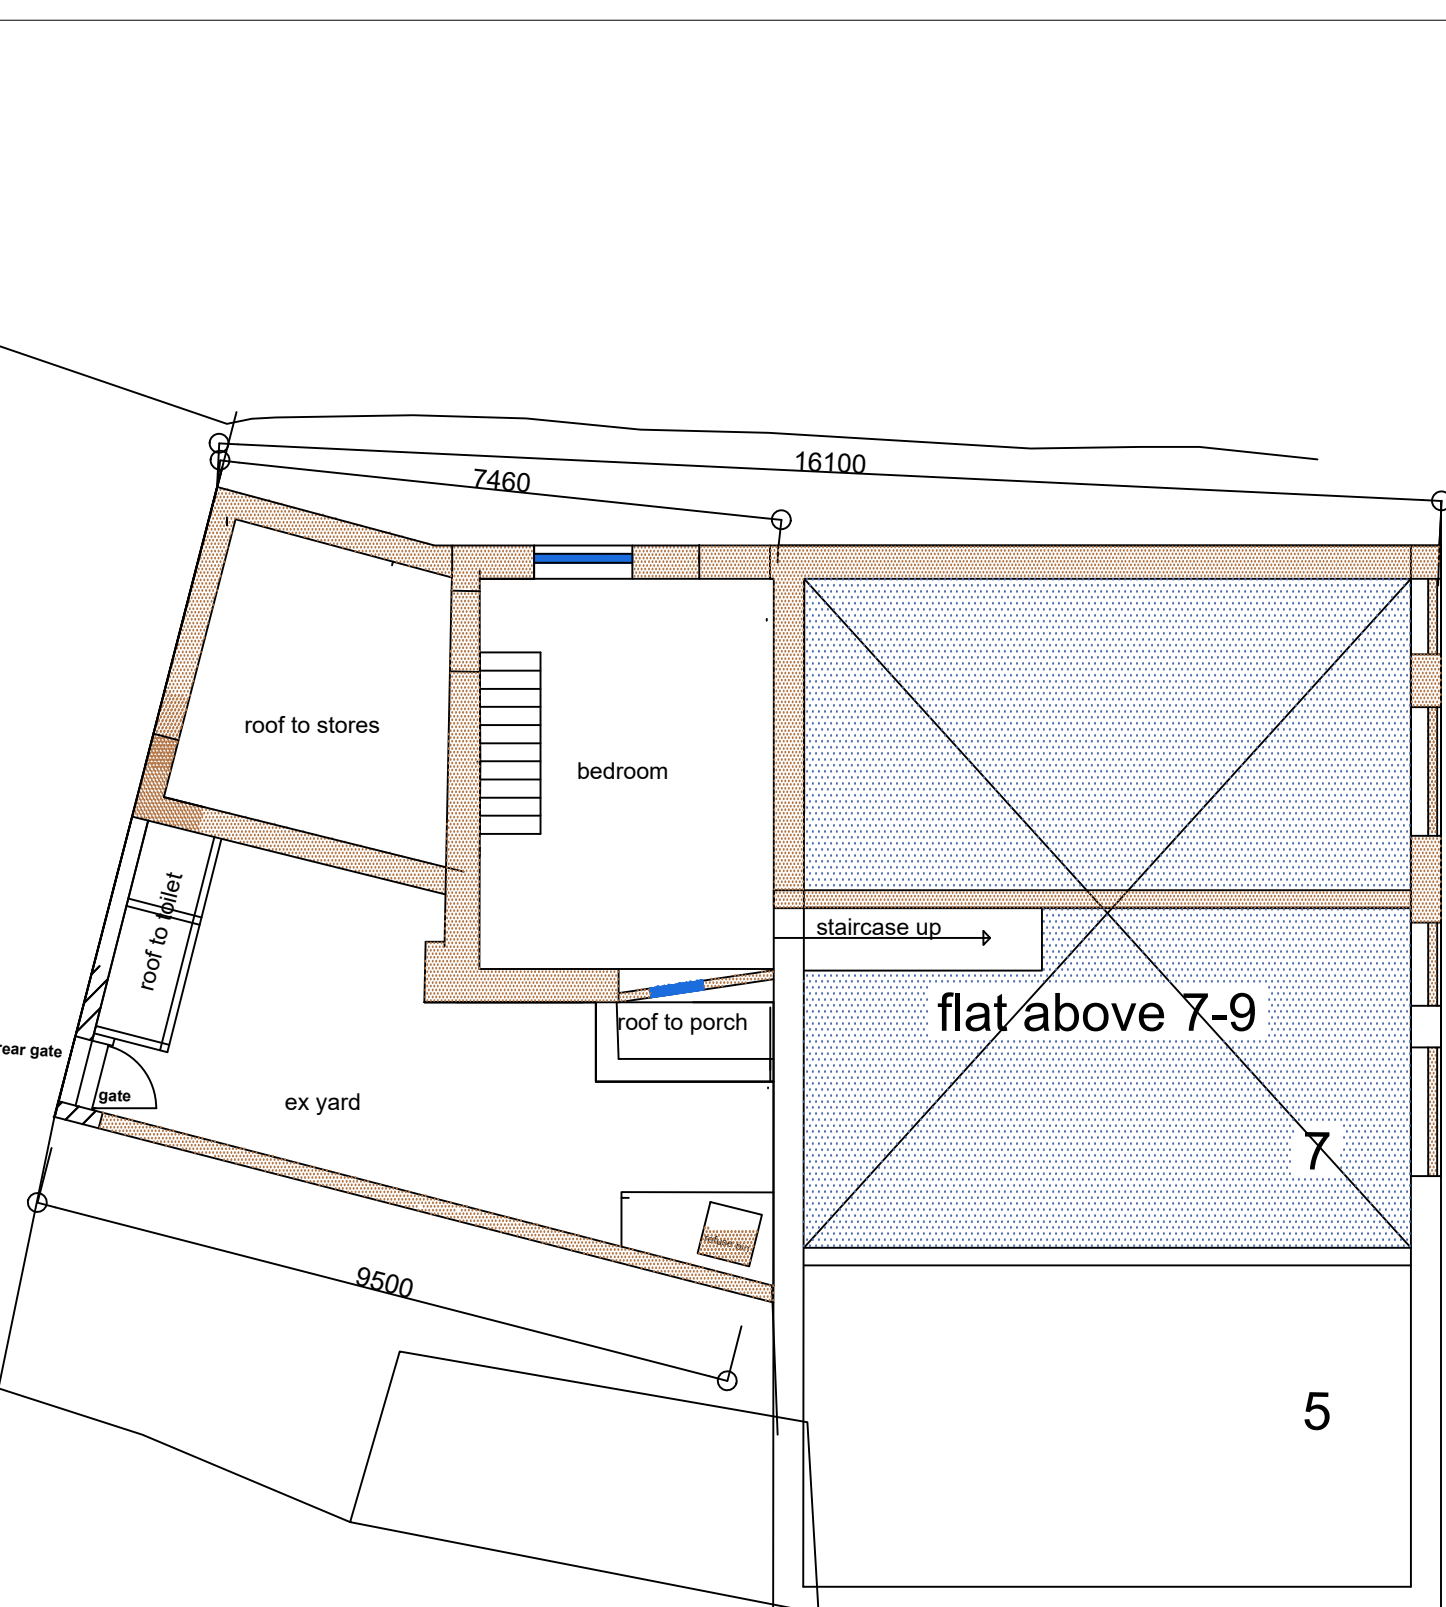 16100
7460
roof to stores
bedroom
roof to toilet
staircase up
flat above 7-9
roof to porch
ear gate
gate
ex yard
7
9500
5